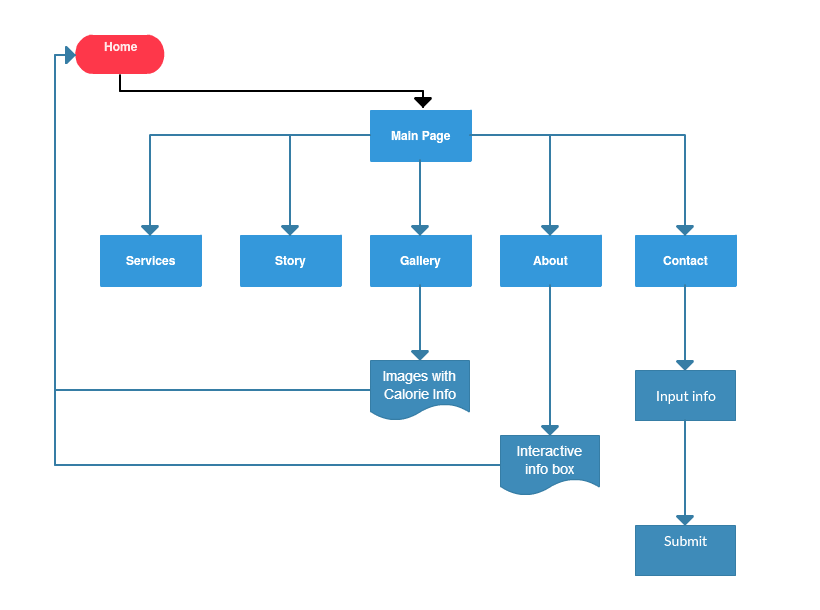 Home
Main Page
Services
Story
Gallery
About
Contact
Images with
Calorie Info
Input info
Interactive
info box
Submit